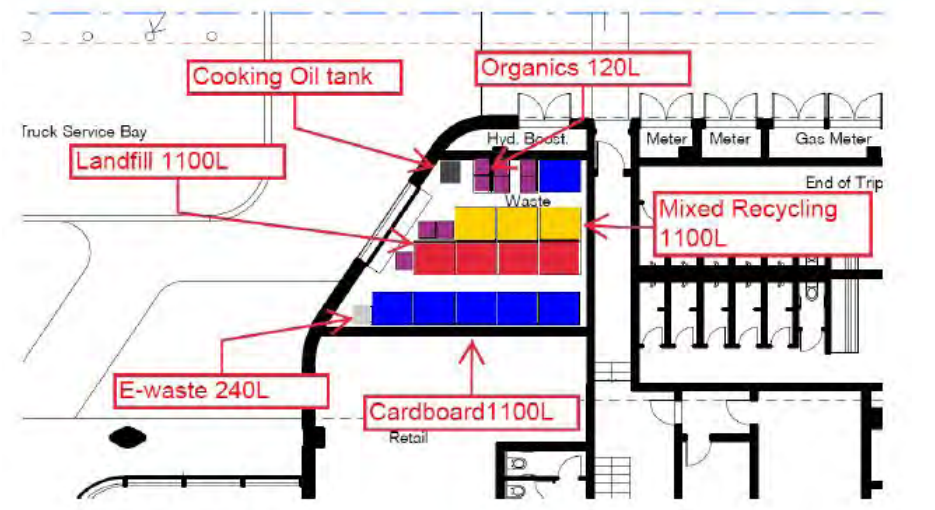 Cooking Oil tank
Organics 120L
Truck Service Bay
Hyd. Boost.
Meter
Meter
Gas Meter
Landfill 1100L
End of Trip
Waste
Mixed Recycling
1100L
E-waste 240L
Cardboard1100L
Retail